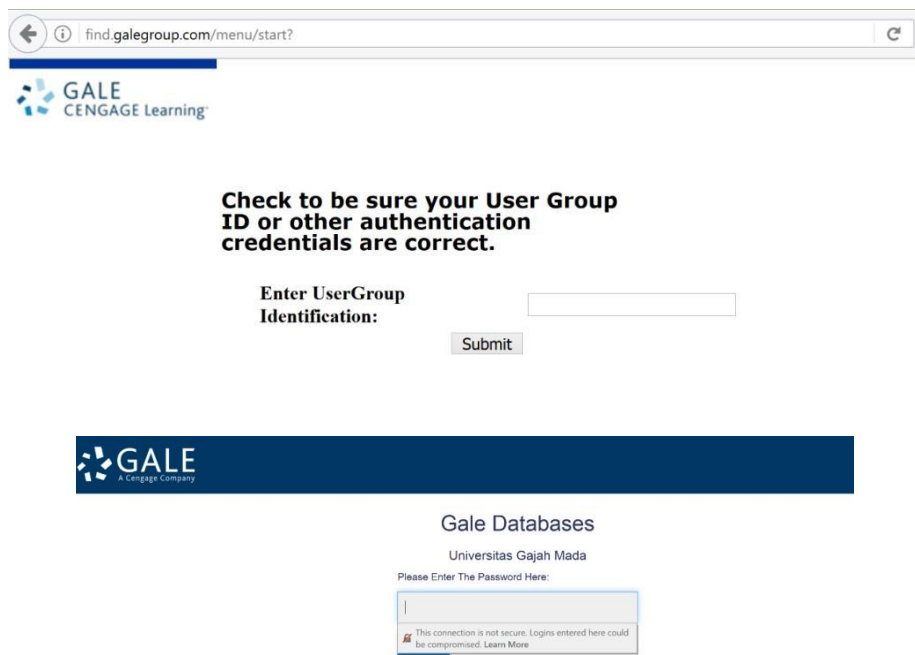 find.galegroup.com/menu/start?
GALE
CENGAGE Learning
Check to be sure your User Group
ID or other authentication
credentials are correct.
Enter UserGroup
Identification:
Submit
GALE
A Cengage Company
Gale Databases
Universitas Gajah Mada
Please Enter The Password Here:
This connection is not secure. Logins entered here could
be compromised. Learn More